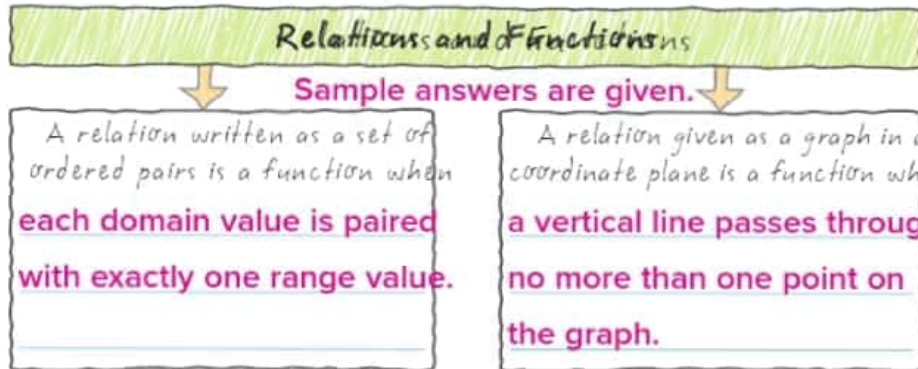 Relations and Functions
Sample answers are given.
A relation written as a set of
ordered pairs is a function when
each domain value is paired
with exactly one range value.
A relation given as a graph in
coordinate plane is a function
a vertical line passes
no more than one point on
the graph.